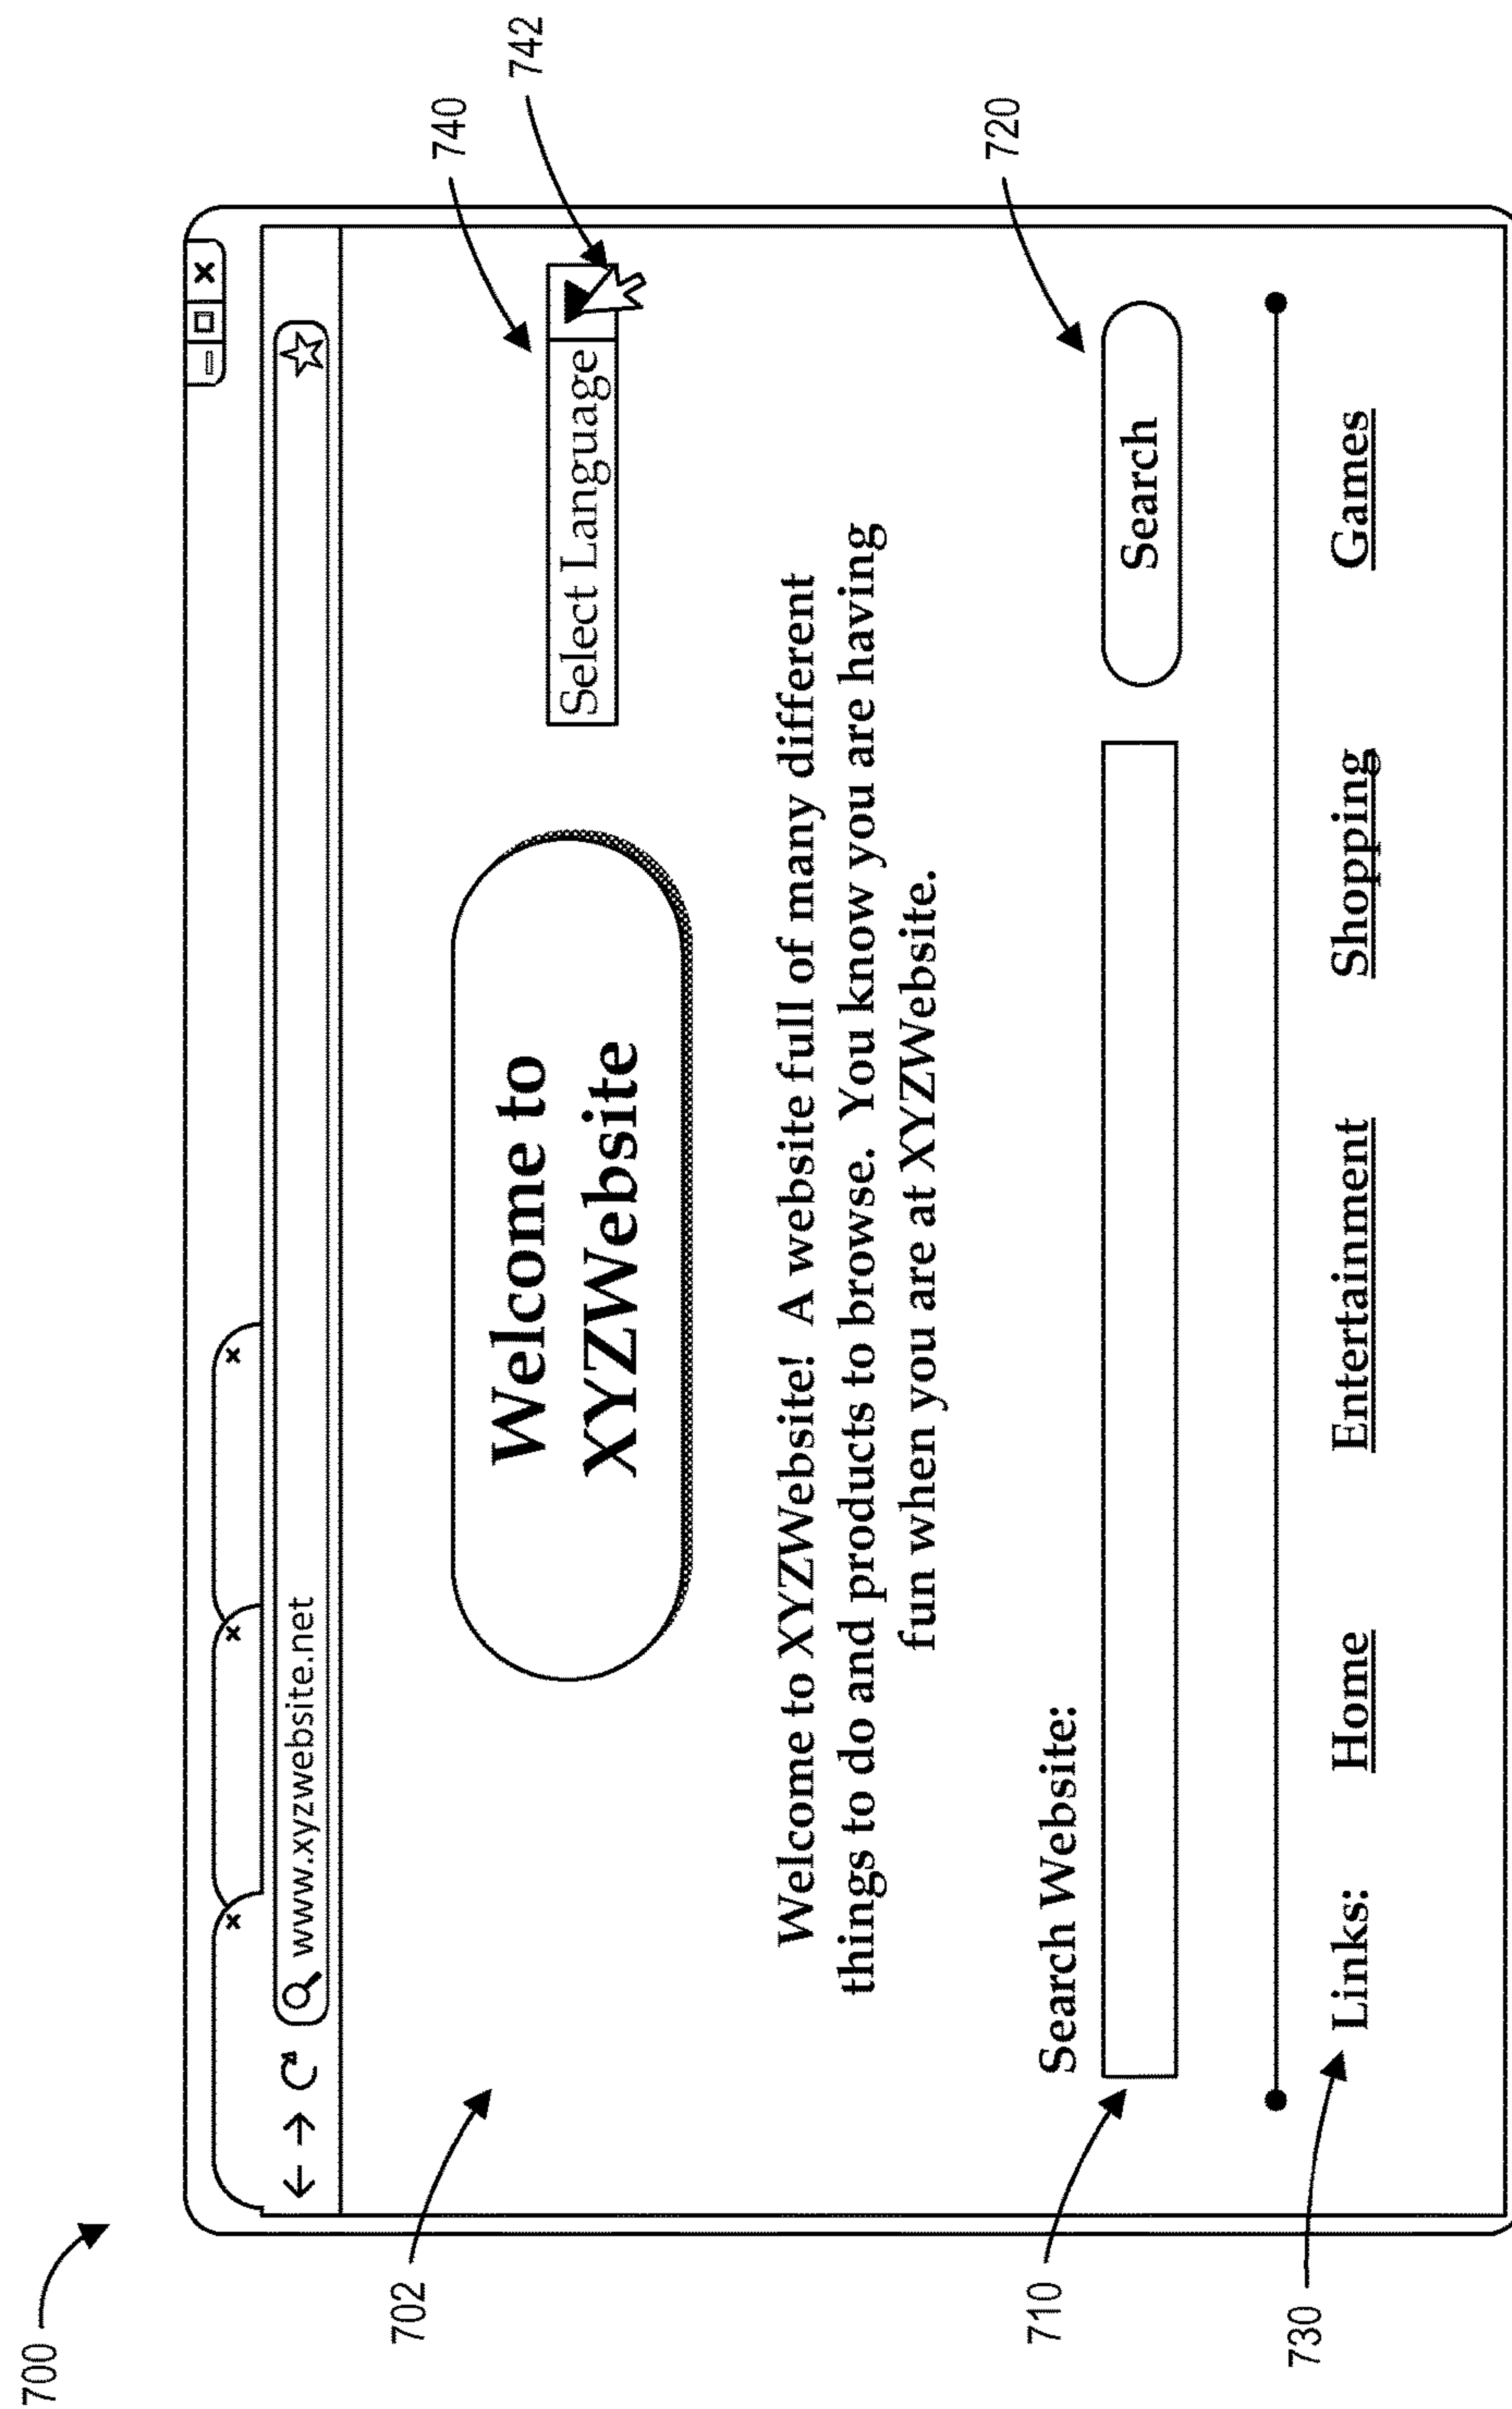 700
742
740
www.xyzwebsite.net
702
Welcome to
XYZWebsite
Select Language
Welcome to XYZWebsite! A website full of many different
things to do and products to browse. You know you are having
fun when you are at XYZWebsite.
720
Search Website:
710
Search
730
Links: Home Entertainment Shopping Games